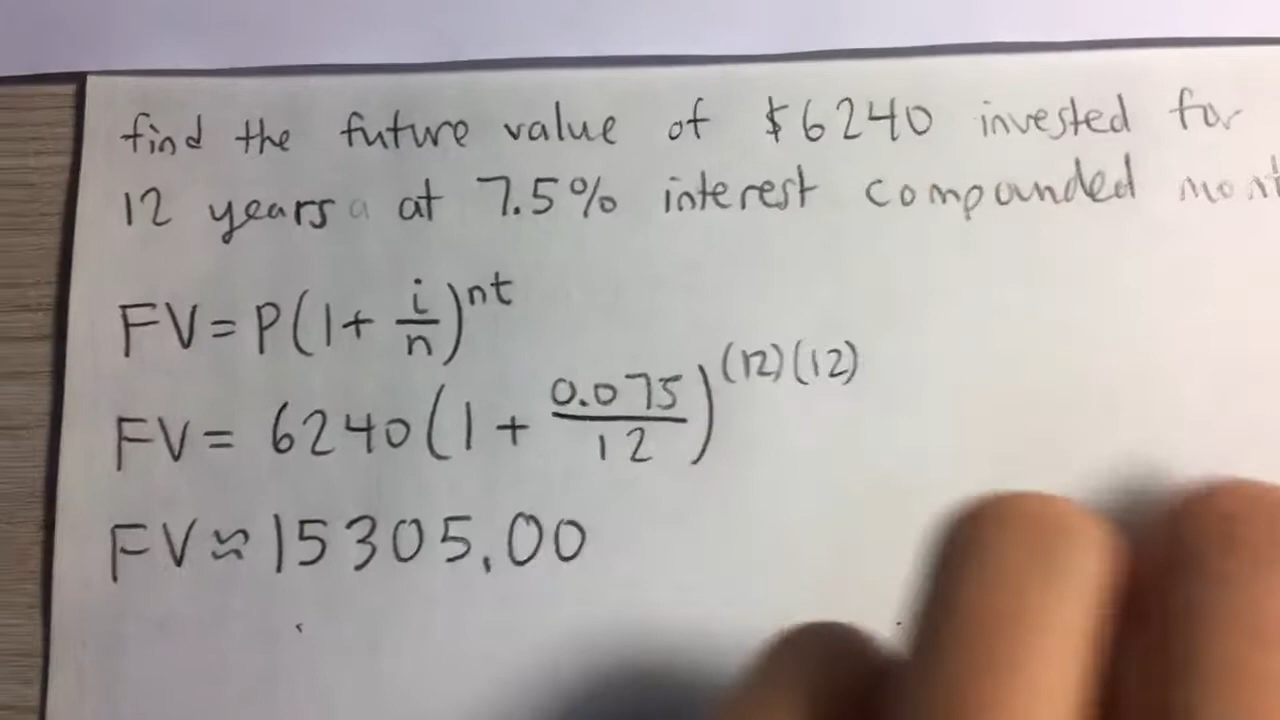 find the future value of $6240 invested for
12 years a at 7.5% interest compounded mont
FV=P(1+i/n)^nt
FV= 6240(1+0.075/12)^(12)(12)
FV≈15305.00